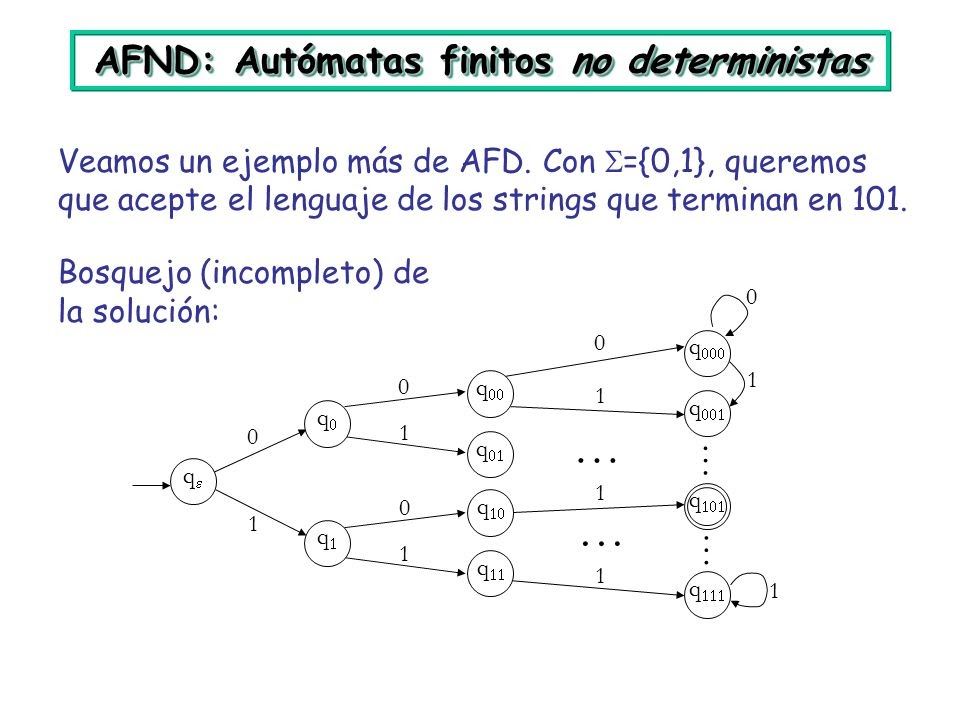 AFND: Autómatas finitos no deterministas
Veamos un ejemplo más de AFD. Con Σ={0,1}, queremos
que acepte el lenguaje de los strings que terminan en 101.
Bosquejo (incompleto) de
la solución:
0
q000
0
1
q00
0
1
q001
q0
0
1
q01
. . .
qε
1
q101
0
q10
1
q1
. . .
1
q11
1
q111
1